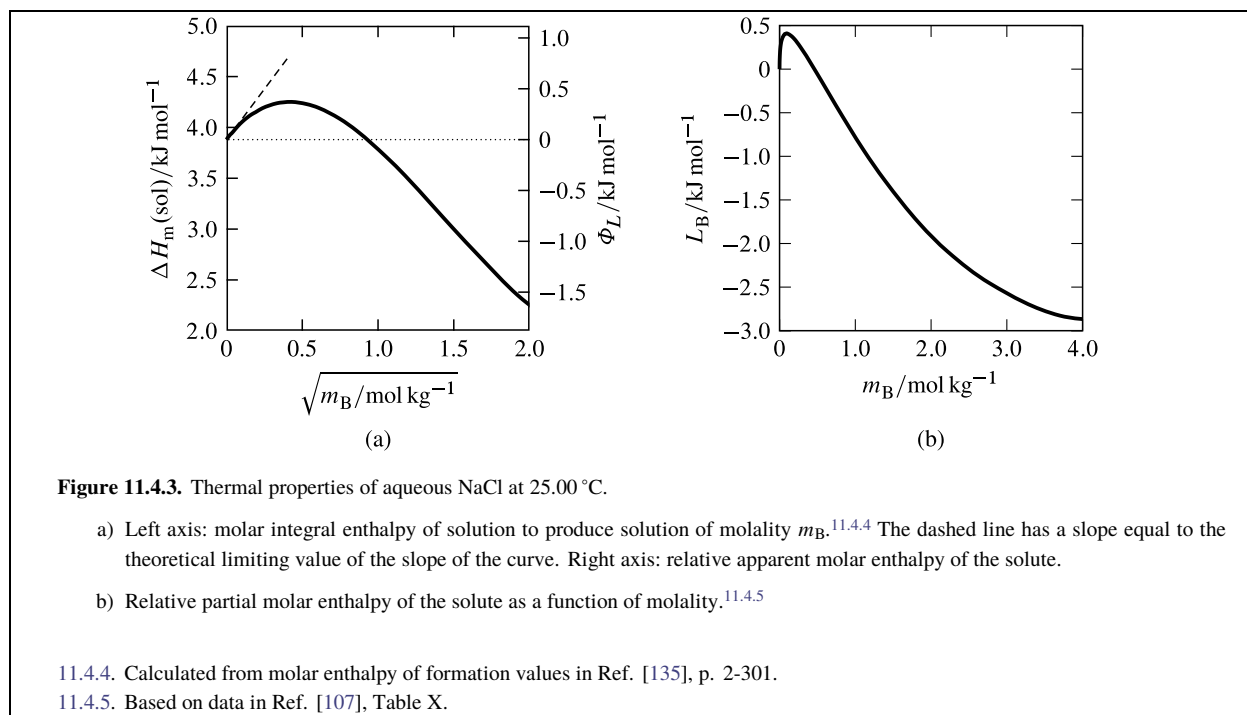 5.0
4.5
4.0
3.5
3.0
2.5
2.0
ΔH_m(sol)/kJ mol⁻¹
0 0.5 1.0 1.5 2.0
√m_B/mol kg⁻¹
1.0
0.5
0
−0.5
−1.0
−1.5
Φ_L/kJ mol⁻¹
(a)
0.5
0
−0.5
−1.0
−1.5
−2.0
−2.5
−3.0
L_B/kJ mol⁻¹
0 1.0 2.0 3.0 4.0
m_B/mol kg⁻¹
(b)
Figure 11.4.3. Thermal properties of aqueous NaCl at 25.00 °C.
a) Left axis: molar integral enthalpy of solution to produce solution of molality m_B.11.4.4 The dashed line has a slope equal to the
theoretical limiting value of the slope of the curve. Right axis: relative apparent molar enthalpy of the solute.
b) Relative partial molar enthalpy of the solute as a function of molality.11.4.5
11.4.4. Calculated from molar enthalpy of formation values in Ref. [135], p. 2-301.
11.4.5. Based on data in Ref. [107], Table X.